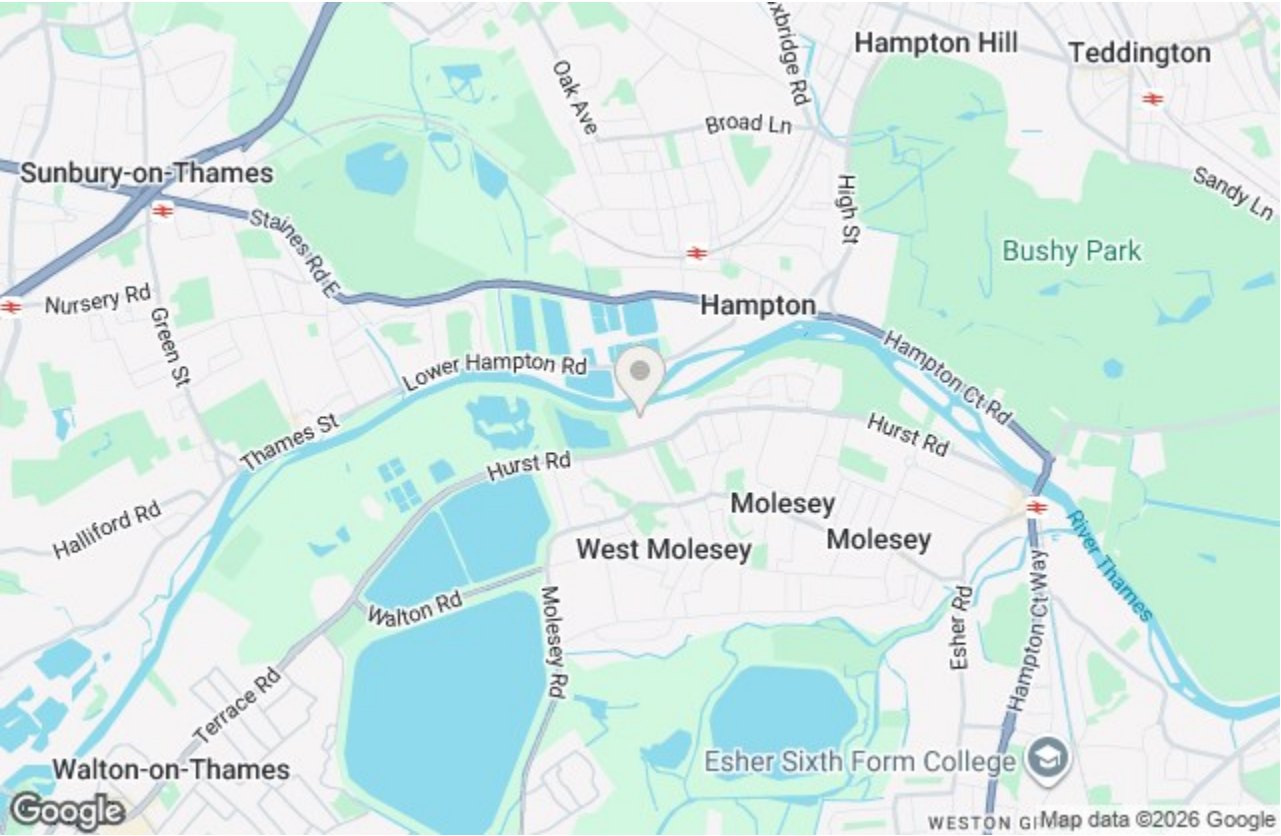 Hampton Hill
Teddington
Uxbridge Rd
Oak Ave
Broad Ln
Sunbury-on-Thames
High St
Sandy Ln
Staines Rd E
Bushy Park
Nursery Rd
Hampton
Green St
Lower Hampton Rd
Hampton Ct Rd
Thames St
Hurst Rd
Hurst Rd
Halliford Rd
Molesey
Molesey
West Molesey
River Thames
Walton Rd
Molesey Rd
Esher Rd
Hampton Ct Way
Terrace Rd
Esher Sixth Form College
Walton-on-Thames
Google
WESTON G
Map data ©2026 Google